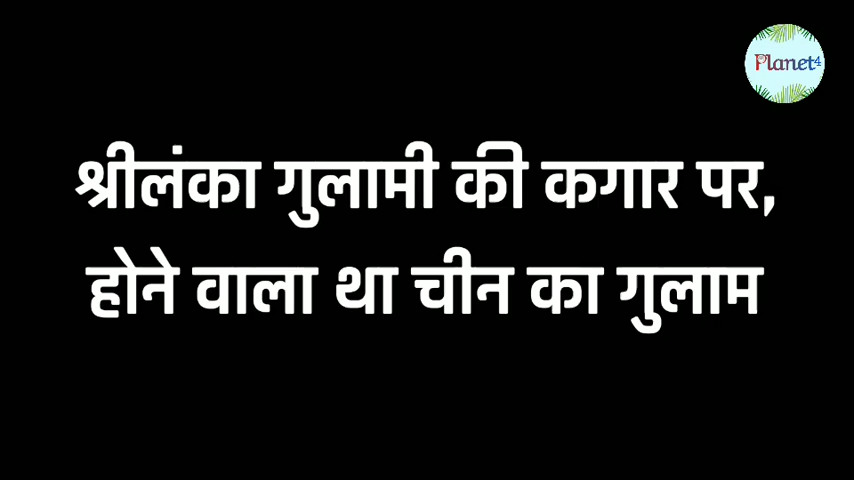 Planet4
श्रीलंका गुलामी की कगार पर,
होने वाला था चीन का गुलाम